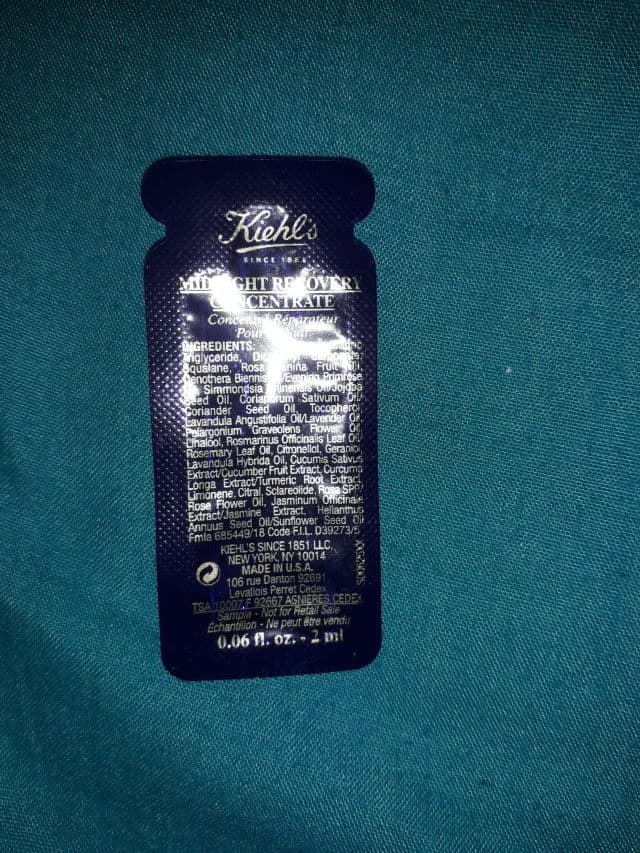 Kiehl's
SINCE 1851
MIDNIGHT RECOVERY
CONCENTRATE
Concentré Réparateur
Pour Nuit
INGREDIENTS:
Triglyceride,
Squalane, Rosa Canina Fruit Oil,
Oenothera Biennis Oil/Evening Primrose
Oil, Simmondsia Chinensis Oil/Jojoba
Seed Oil, Coriandrum Sativum Oil/
Coriander Seed Oil, Tocopherol,
Lavandula Angustifolia Oil/Lavender Oil,
Pelargonium Graveolens Flower Oil,
Linalool, Rosmarinus Officinalis Leaf Oil/
Rosemary Leaf Oil, Citronellol, Geraniol,
Lavandula Hybrida Oil, Cucumis Sativus
Extract/Cucumber Fruit Extract, Curcuma
Longa Extract/Turmeric Root Extract,
Limonene, Citral, Sclareolide, Rosa SPP/
Rose Flower Oil, Jasminum Officinale
Extract/Jasmine Extract, Helianthus
Annuus Seed Oil/Sunflower Seed Oil
Fmla 685449/18 Code F.I.L. D39273/5
KIEHL'S SINCE 1851 LLC,
NEW YORK, NY 10014
MADE IN U.S.A.
106 rue Danton 92691
Levallois Perret Cedex
TSA 10007 F 92667 ASNIERES CEDEX
Sample - Not for Retail Sale
Échantillon - Ne peut être vendu
0.06 fl. oz. - 2 ml